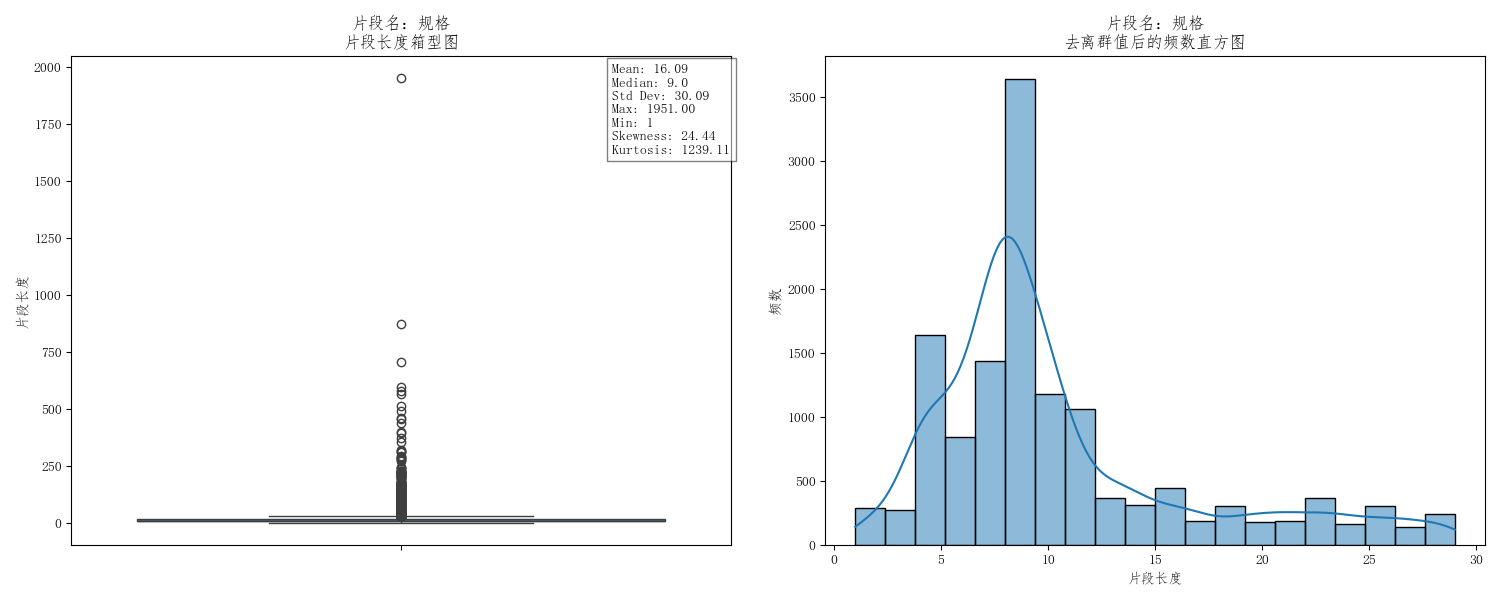 片段名：规格
片段长度箱型图
片段长度
2000
1750
1500
1250
1000
750
500
250
0
Mean: 16.09
Median: 9.0
Std Dev: 30.09
Max: 1951.00
Min: 1
Skewness: 24.44
Kurtosis: 1239.11
片段名：规格
去离群值后的频数直方图
频数
3500
3000
2500
2000
1500
1000
500
0
0
5
10
15
20
25
30
片段长度